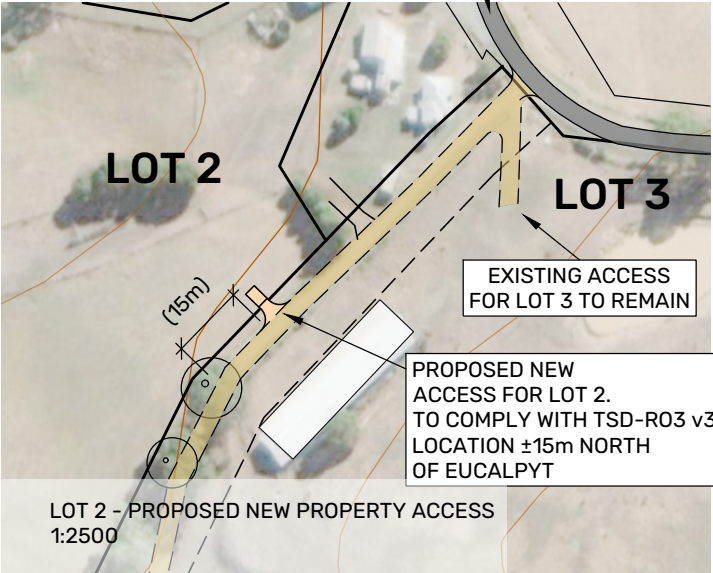 LOT 2
LOT 3
(15m)
EXISTING ACCESS
FOR LOT 3 TO REMAIN
PROPOSED NEW
ACCESS FOR LOT 2.
TO COMPLY WITH TSD-R03 v3
LOCATION ±15m NORTH
OF EUCALPYT
LOT 2 - PROPOSED NEW PROPERTY ACCESS
1:2500